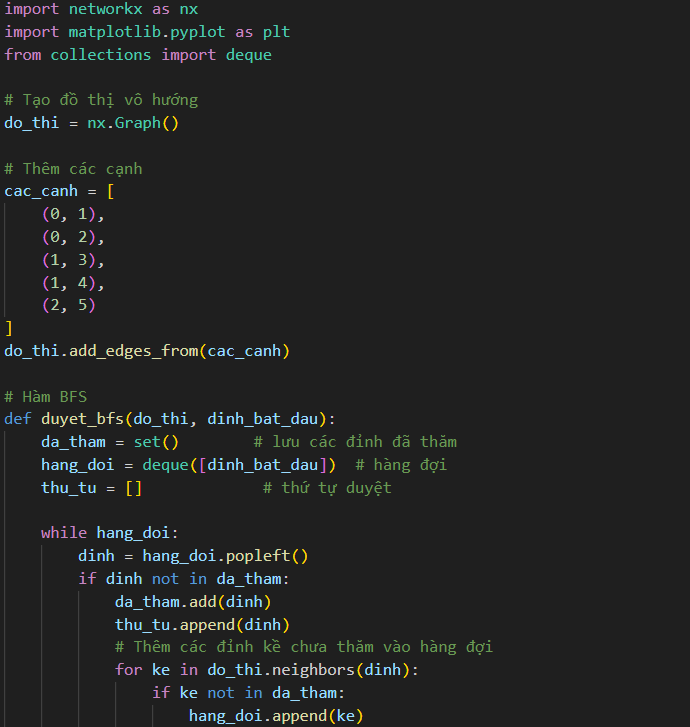 import networkx as nx
import matplotlib.pyplot as plt
from collections import deque

# Tạo đồ thị vô hướng
do_thi = nx.Graph()

# Thêm các cạnh
cac_canh = [
    (0, 1),
    (0, 2),
    (1, 3),
    (1, 4),
    (2, 5)
]
do_thi.add_edges_from(cac_canh)

# Hàm BFS
def duyet_bfs(do_thi, dinh_bat_dau):
    da_tham = set()        # lưu các đỉnh đã thăm
    hang_doi = deque([dinh_bat_dau])  # hàng đợi
    thu_tu = []             # thứ tự duyệt

    while hang_doi:
        dinh = hang_doi.popleft()
        if dinh not in da_tham:
            da_tham.add(dinh)
            thu_tu.append(dinh)
            # Thêm các đỉnh kề chưa thăm vào hàng đợi
            for ke in do_thi.neighbors(dinh):
                if ke not in da_tham:
                    hang_doi.append(ke)